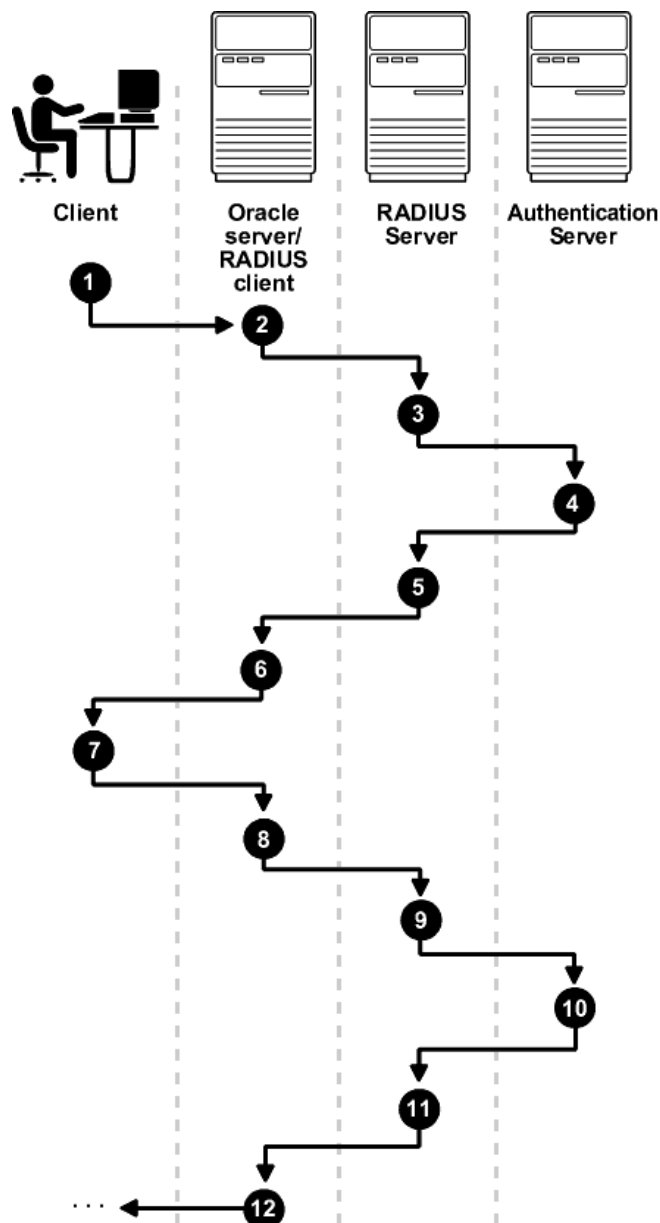 Client
Oracle
server/
RADIUS
client
RADIUS
Server
Authentication
Server
1
2
3
4
5
6
7
8
9
10
11
12
. . .